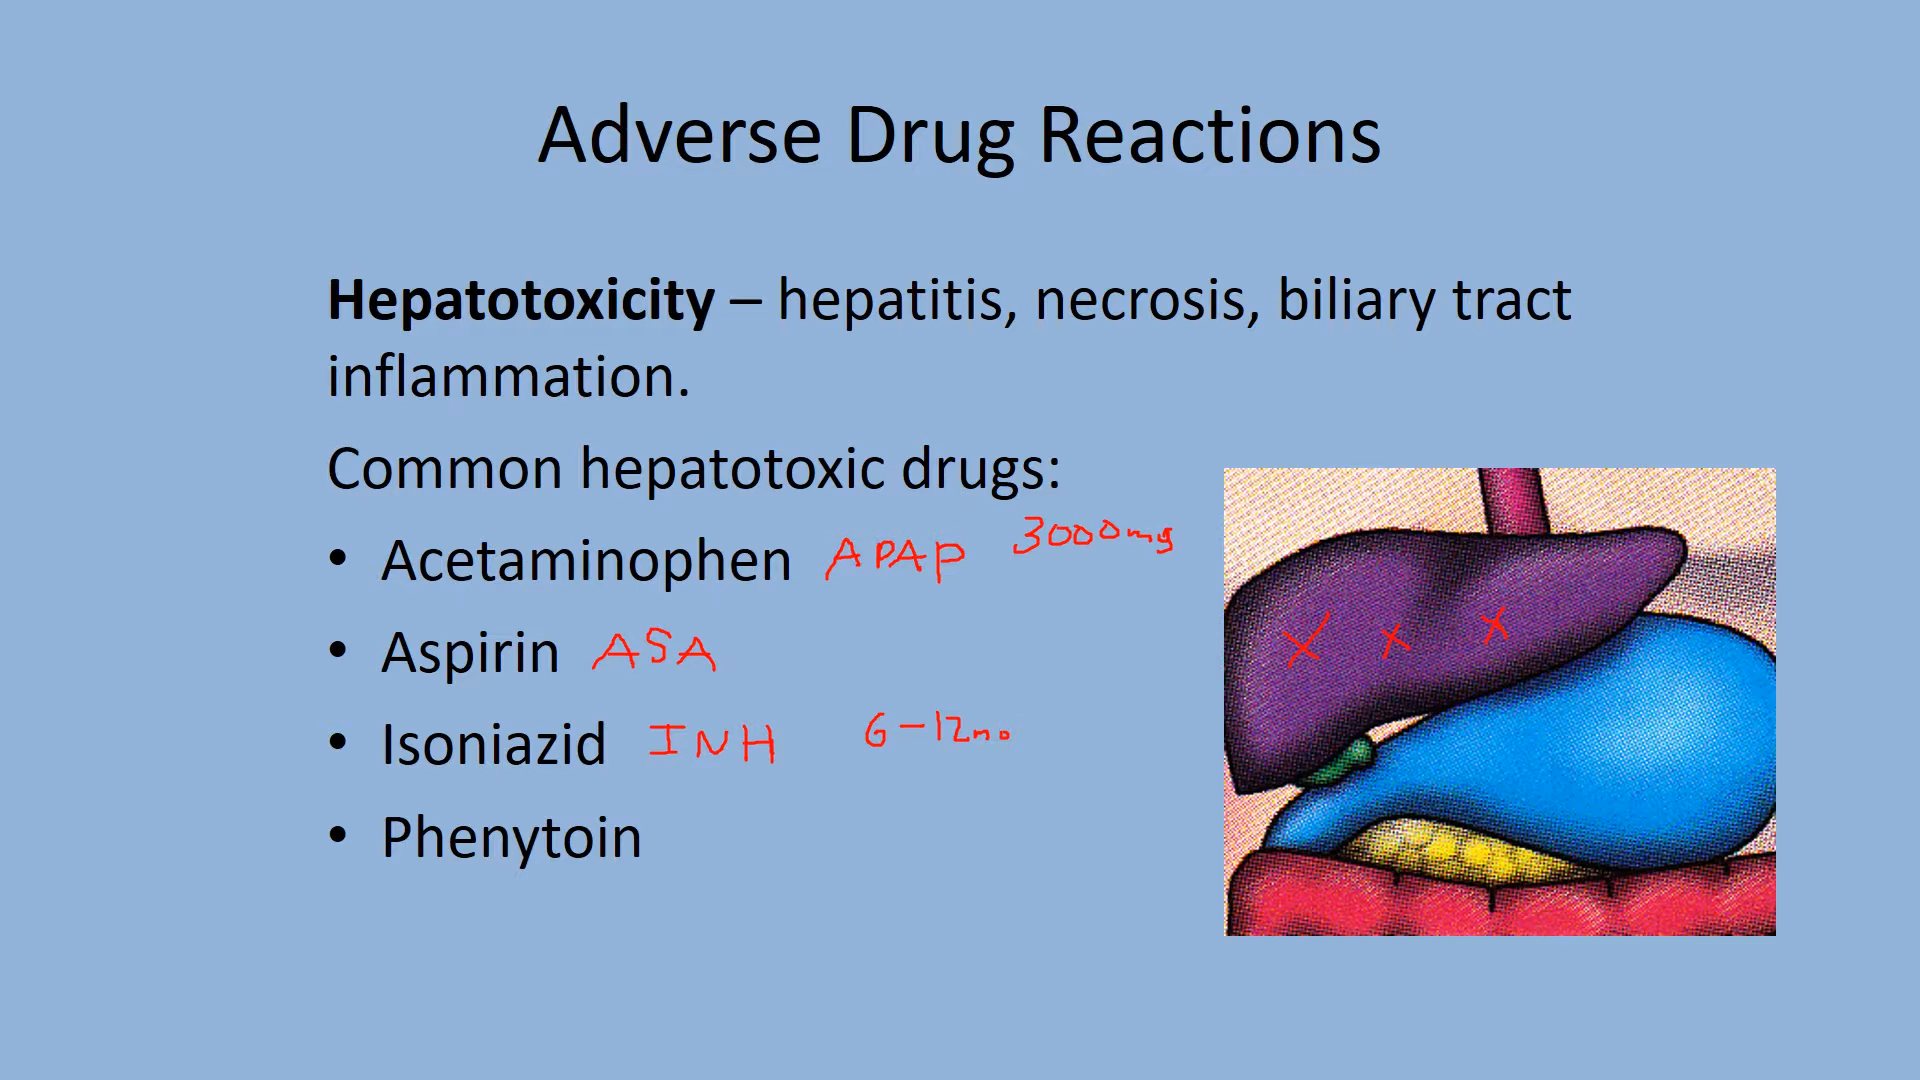 Adverse Drug Reactions
Hepatotoxicity – hepatitis, necrosis, biliary tract
inflammation.
Common hepatotoxic drugs:
• Acetaminophen APAP 3000mg
• Aspirin ASA
• Isoniazid INH 6-12mo
• Phenytoin